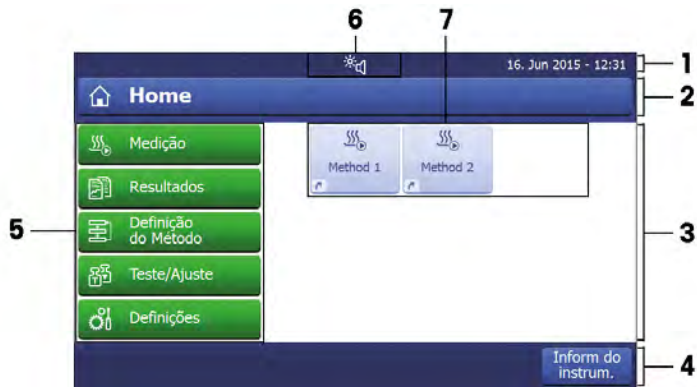 6 7
16. Jun 2015 - 12:31 1
Home 2
Medição
Method 1 Method 2
Resultados
Definição
do Método
5 3
Teste/Ajuste
Definições
Inform do
instrum. 4